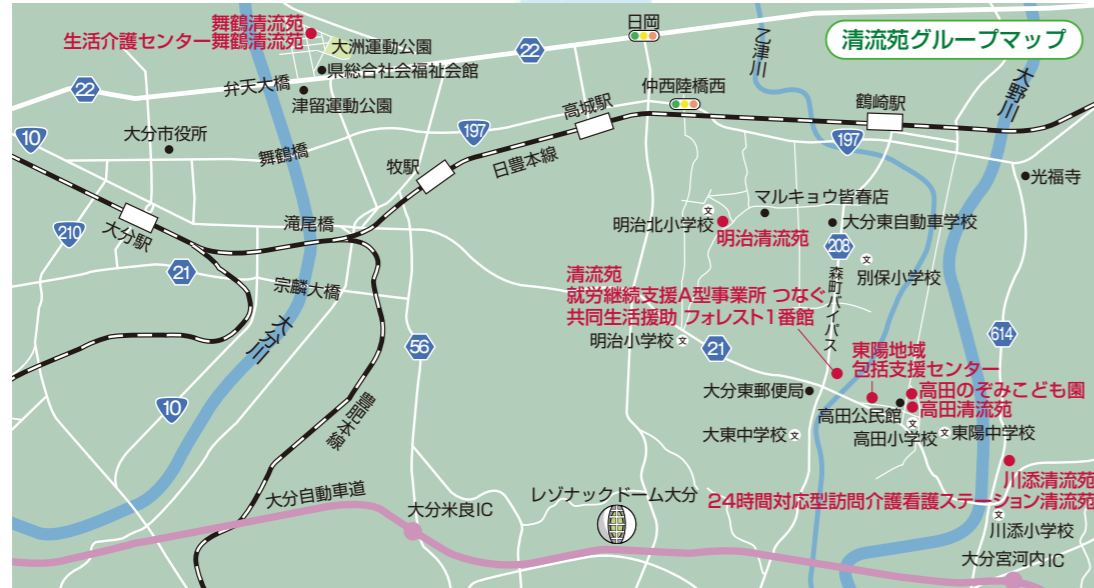 清流苑グループマップ
舞鶴清流苑
生活介護センター舞鶴清流苑
大洲運動公園
県総合社会福祉会館
津留運動公園
弁天大橋
22
22
日岡
乙津川
大野川
仲西陸橋西
鶴崎駅
高城駅
197
197
10
大分市役所
舞鶴橋
牧駅
日豊本線
光福寺
マルキョウ皆春店
明治北小学校
明治清流苑
大分東自動車学校
208
別保小学校
森町バイパス
210
大分駅
滝尾橋
21
宗麟大橋
大分川
清流苑
就労継続支援A型事業所 つなぐ
共同生活援助 フォレスト1番館
明治小学校
21
614
56
東陽地域
包括支援センター
大分東郵便局
高田のぞみこども園
高田清流苑
高田公民館
高田小学校
東陽中学校
大東中学校
10
豊肥本線
川添清流苑
24時間対応型訪問介護看護ステーション清流苑
川添小学校
大分自動車道
大分米良IC
レゾナックドーム大分
大分宮河内IC
文
文
文
文
文
文
文